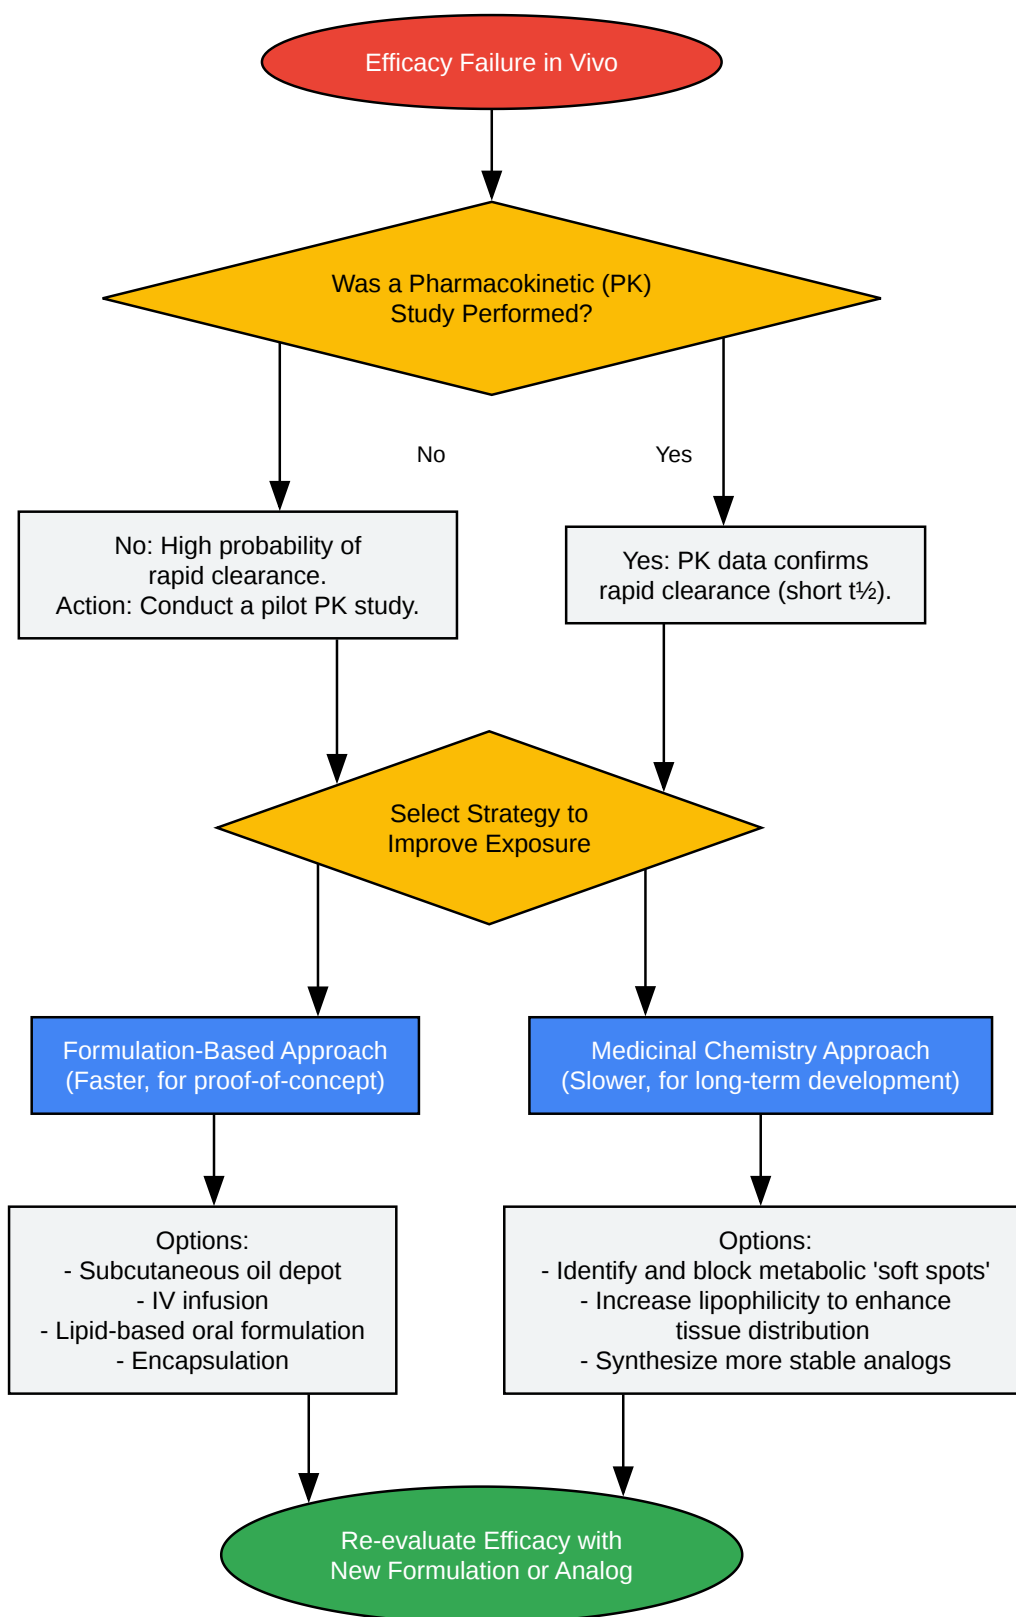 Efficacy Failure in Vivo
Was a Pharmacokinetic (PK)
Study Performed?
No
Yes
No: High probability of
rapid clearance.
Action: Conduct a pilot PK study.
Yes: PK data confirms
rapid clearance (short t½).
Select Strategy to
Improve Exposure
Formulation-Based Approach
(Faster, for proof-of-concept)
Medicinal Chemistry Approach
(Slower, for long-term development)
Options:
- Subcutaneous oil depot
- IV infusion
- Lipid-based oral formulation
- Encapsulation
Options:
- Identify and block metabolic 'soft spots'
- Increase lipophilicity to enhance
tissue distribution
- Synthesize more stable analogs
Re-evaluate Efficacy with
New Formulation or Analog